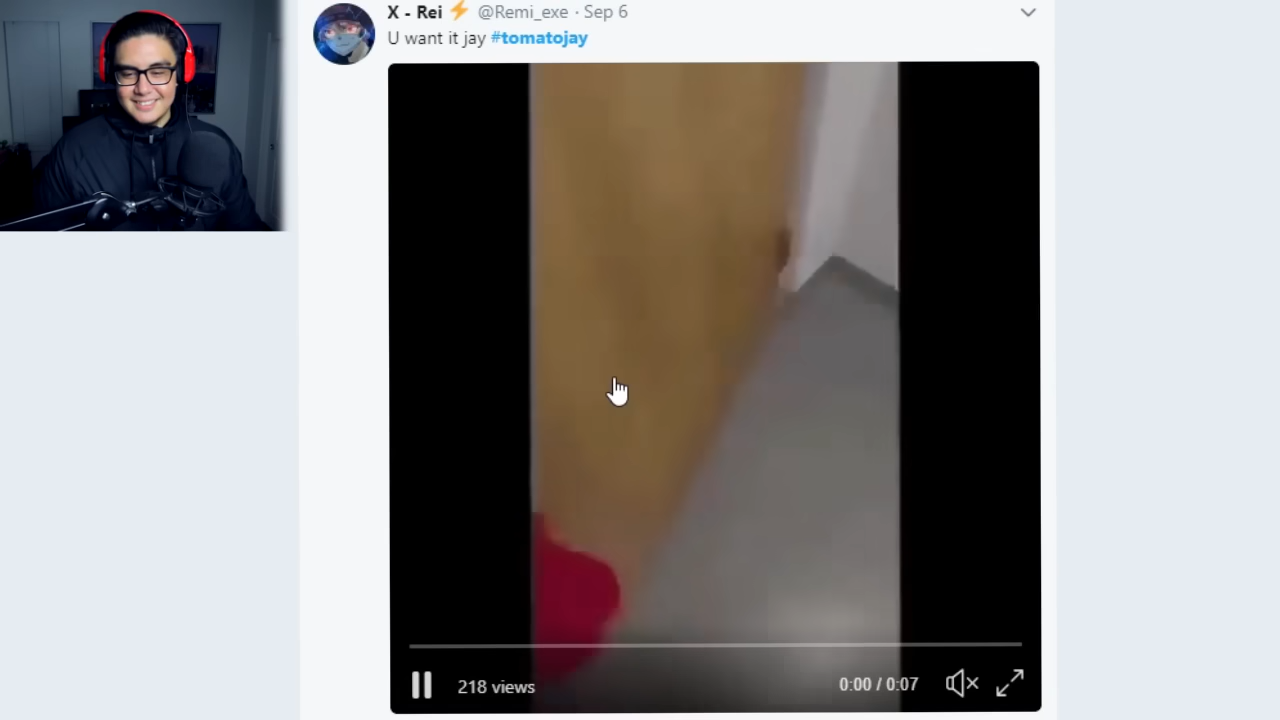 X - Rei ⚡ @Remi_exe · Sep 6
U want it jay #tomatojay
218 views
0:00 / 0:07